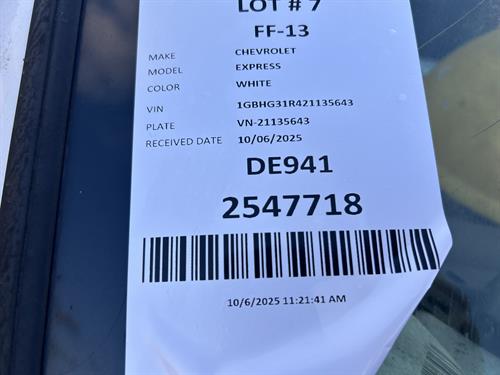 LOT # 7
FF-13
MAKE CHEVROLET
MODEL EXPRESS
COLOR WHITE
VIN 1GBHG31R421135643
PLATE VN-21135643
RECEIVED DATE 10/06/2025
DE941
2547718
10/6/2025 11:21:41 AM